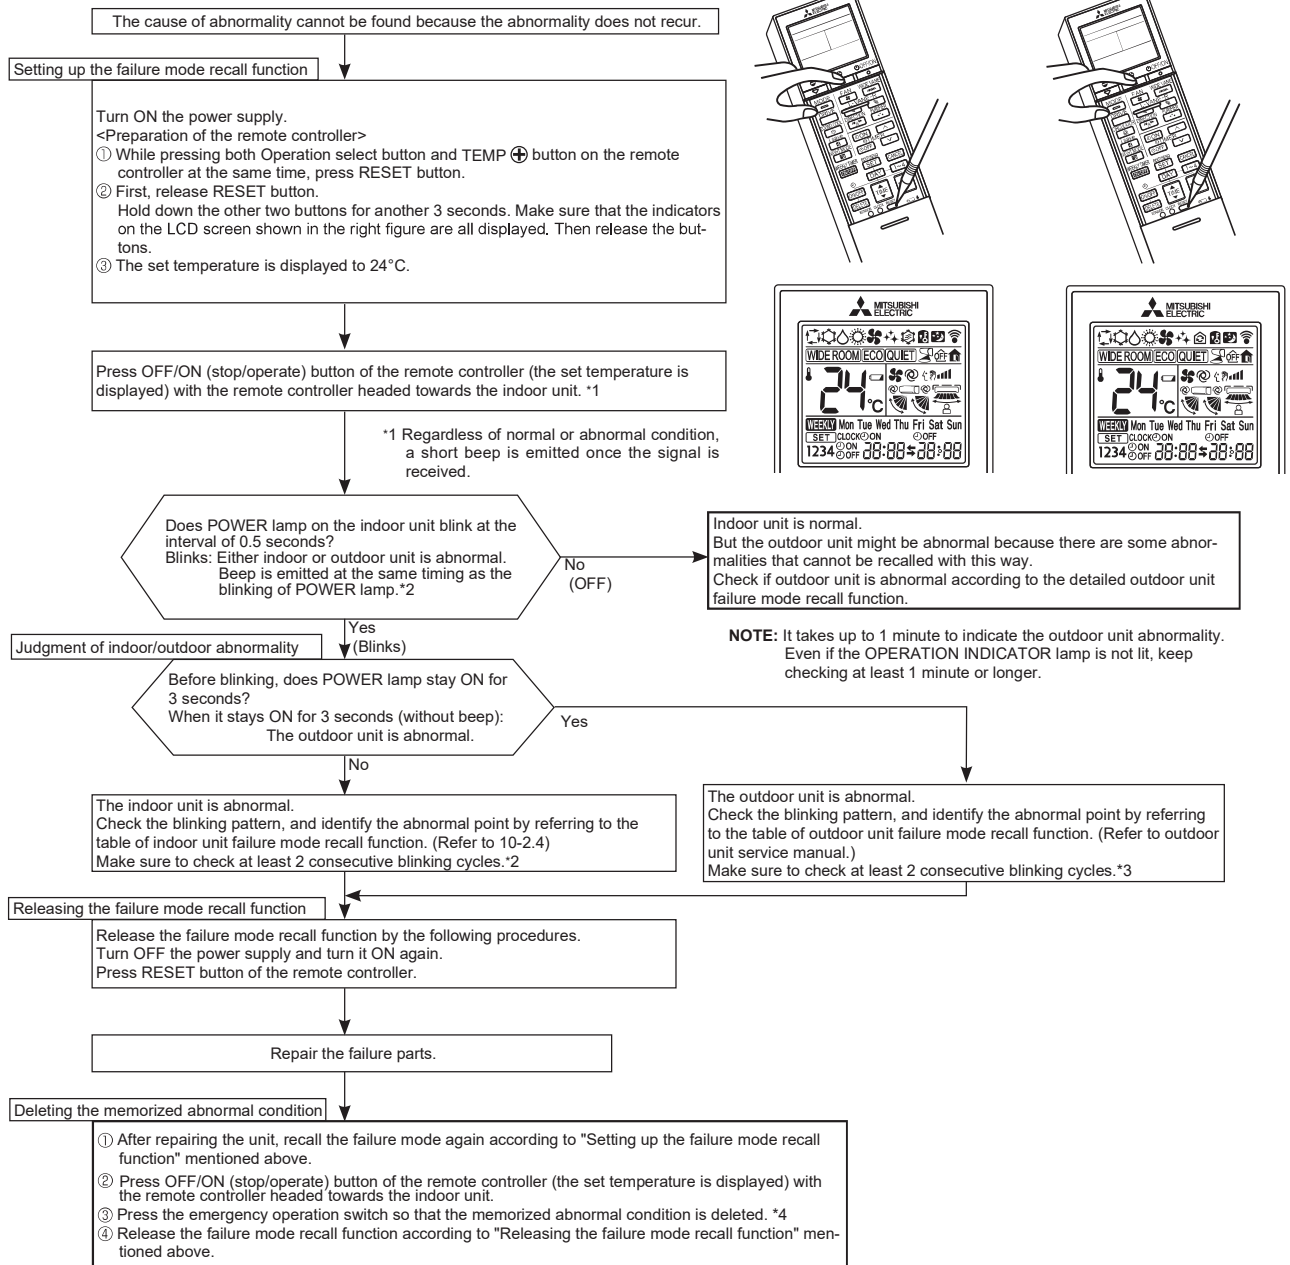 The cause of abnormality cannot be found because the abnormality does not recur.
Setting up the failure mode recall function
Turn ON the power supply.
<Preparation of the remote controller>
① While pressing both Operation select button and TEMP ⊕ button on the remote
controller at the same time, press RESET button.
② First, release RESET button.
Hold down the other two buttons for another 3 seconds. Make sure that the indicators
on the LCD screen shown in the right figure are all displayed. Then release the but-
tons.
③ The set temperature is displayed to 24°C.
MITSUBISHI
ELECTRIC
WIDE ROOM ECO QUIET OFF
24°C
WEEKLY Mon Tue Wed Thu Fri Sat Sun
SET CLOCK ON OFF
1234 ON OFF 88:88 88:88
MITSUBISHI
ELECTRIC
WIDE ROOM ECO QUIET OFF
24°C
WEEKLY Mon Tue Wed Thu Fri Sat Sun
SET CLOCK ON OFF
1234 ON OFF 88:88 88:88
Press OFF/ON (stop/operate) button of the remote controller (the set temperature is
displayed) with the remote controller headed towards the indoor unit. *1
*1 Regardless of normal or abnormal condition,
a short beep is emitted once the signal is
received.
Does POWER lamp on the indoor unit blink at the
interval of 0.5 seconds?
Blinks: Either indoor or outdoor unit is abnormal.
Beep is emitted at the same timing as the
blinking of POWER lamp.*2
No
(OFF)
Indoor unit is normal.
But the outdoor unit might be abnormal because there are some abnor-
malities that cannot be recalled with this way.
Check if outdoor unit is abnormal according to the detailed outdoor unit
failure mode recall function.
NOTE: It takes up to 1 minute to indicate the outdoor unit abnormality.
Even if the OPERATION INDICATOR lamp is not lit, keep
checking at least 1 minute or longer.
Yes
(Blinks)
Judgment of indoor/outdoor abnormality
Before blinking, does POWER lamp stay ON for
3 seconds?
When it stays ON for 3 seconds (without beep):
The outdoor unit is abnormal.
Yes
No
The indoor unit is abnormal.
Check the blinking pattern, and identify the abnormal point by referring to the
table of indoor unit failure mode recall function. (Refer to 10-2.4)
Make sure to check at least 2 consecutive blinking cycles.*2
The outdoor unit is abnormal.
Check the blinking pattern, and identify the abnormal point by referring
to the table of outdoor unit failure mode recall function. (Refer to outdoor
unit service manual.)
Make sure to check at least 2 consecutive blinking cycles.*3
Releasing the failure mode recall function
Release the failure mode recall function by the following procedures.
Turn OFF the power supply and turn it ON again.
Press RESET button of the remote controller.
Repair the failure parts.
Deleting the memorized abnormal condition
① After repairing the unit, recall the failure mode again according to "Setting up the failure mode recall
function" mentioned above.
② Press OFF/ON (stop/operate) button of the remote controller (the set temperature is displayed) with
the remote controller headed towards the indoor unit.
③ Press the emergency operation switch so that the memorized abnormal condition is deleted. *4
④ Release the failure mode recall function according to "Releasing the failure mode recall function" men-
tioned above.